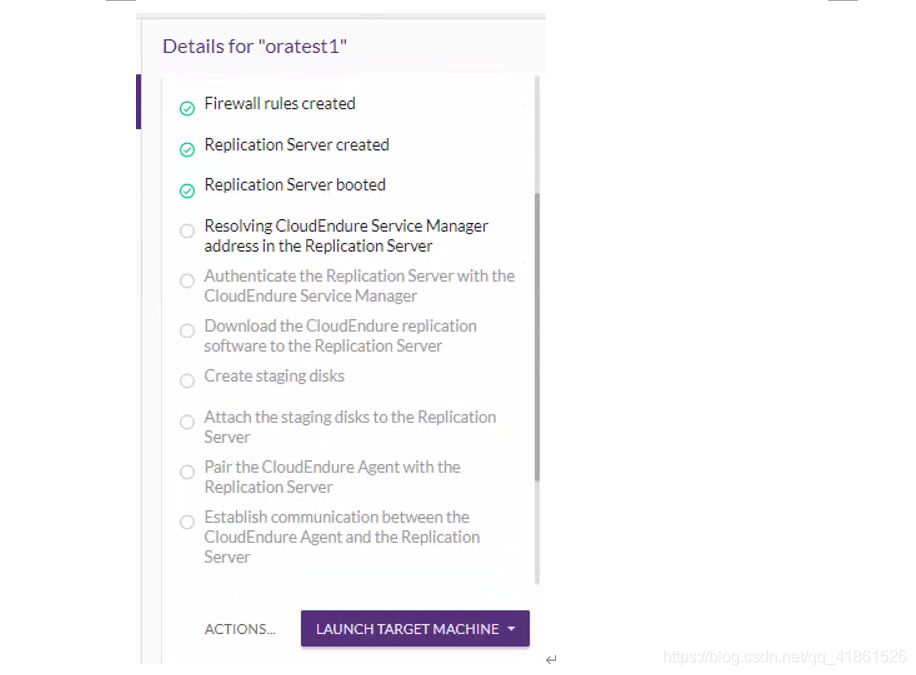 Details for "oratest1"
Firewall rules created
Replication Server created
Replication Server booted
Resolving CloudEndure Service Manager
address in the Replication Server
Authenticate the Replication Server with the
CloudEndure Service Manager
Download the CloudEndure replication
software to the Replication Server
Create staging disks
Attach the staging disks to the Replication
Server
Pair the CloudEndure Agent with the
Replication Server
Establish communication between the
CloudEndure Agent and the Replication
Server
ACTIONS...
LAUNCH TARGET MACHINE
https://blog.csdn.net/qq_41861526